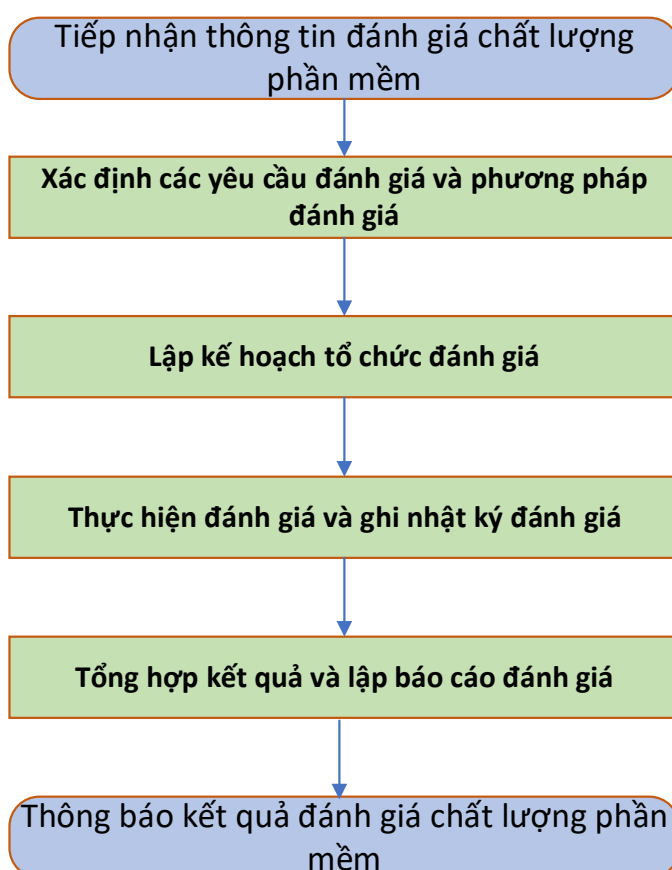 Tiếp nhận thông tin đánh giá chất lượng
phần mềm
Xác định các yêu cầu đánh giá và phương pháp
đánh giá
Lập kế hoạch tổ chức đánh giá
Thực hiện đánh giá và ghi nhật ký đánh giá
Tổng hợp kết quả và lập báo cáo đánh giá
Thông báo kết quả đánh giá chất lượng phần
mềm